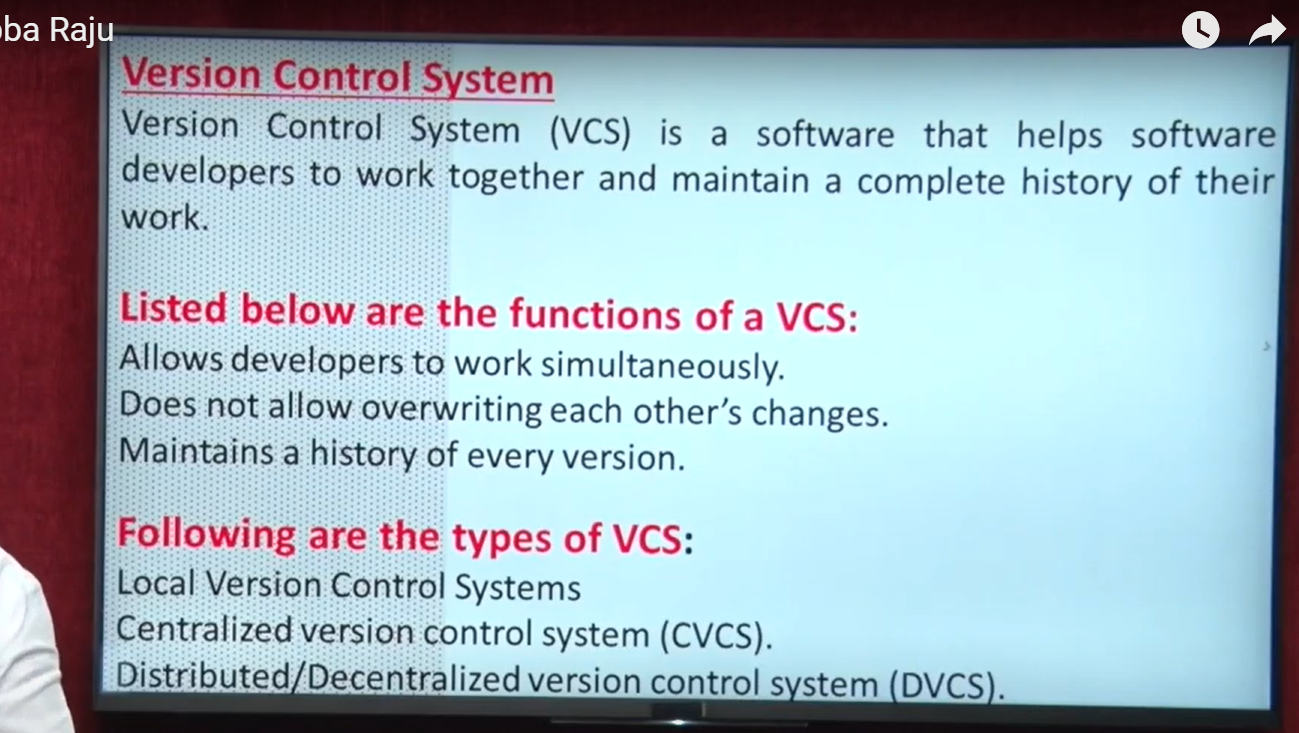 Raju
Version Control System
Version Control System (VCS) is a software that helps software
developers to work together and maintain a complete history of their
work.
Listed below are the functions of a VCS:
Allows developers to work simultaneously.
Does not allow overwriting each other’s changes.
Maintains a history of every version.
Following are the types of VCS:
Local Version Control Systems
Centralized version control system (CVCS).
Distributed/Decentralized version control system (DVCS).